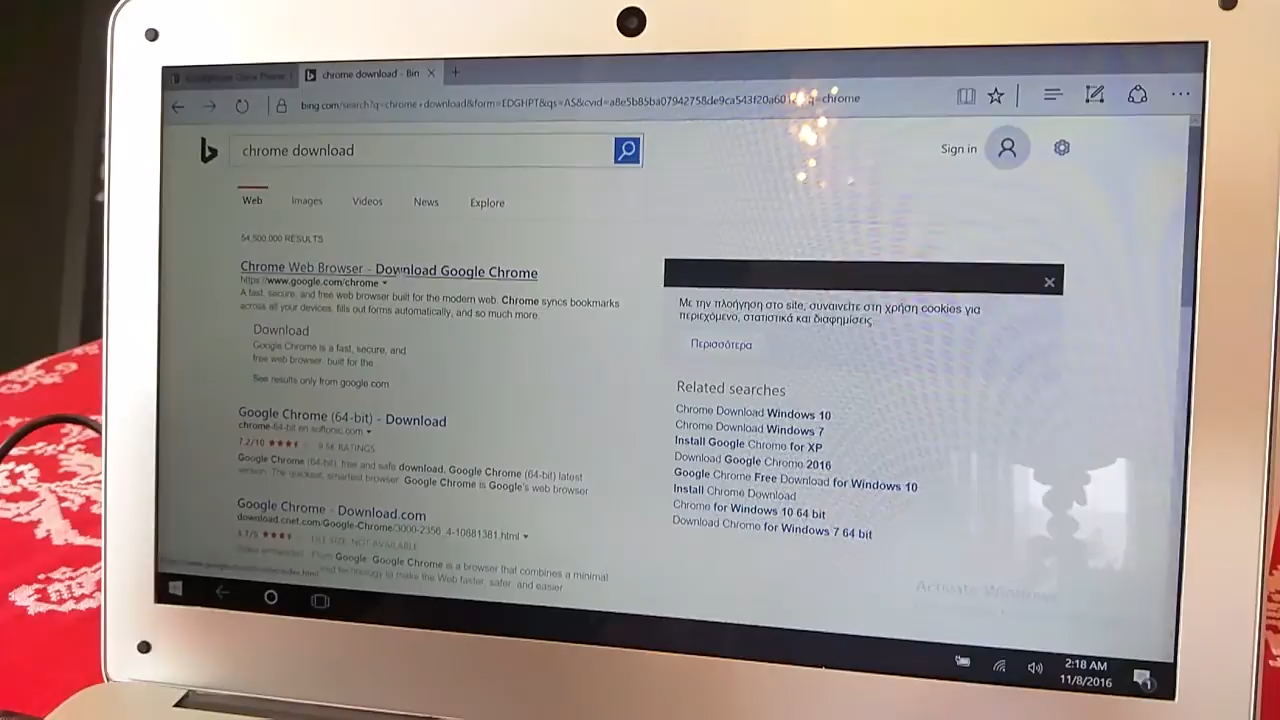 chrome download - Bin
bing.com/search?q=chrome+download&form=EDGHPT&qs=AS&cvid=a8e5b85ba07942758de9ca543f20a60
=chrome
chrome download
Sign in
Web Images Videos News Explore
54,500,000 RESULTS
Chrome Web Browser - Download Google Chrome
https://www.google.com/chrome
A fast, secure, and free web browser built for the modern web. Chrome syncs bookmarks
across all your devices, fills out forms automatically, and so much more.
Download
Google Chrome is a fast, secure, and
free web browser, built for the
See results only from google.com
Google Chrome (64-bit) - Download
chrome-64-bit.en.softonic.com
7.2/10 9.5K RATINGS
Google Chrome (64-bit), free and safe download. Google Chrome (64-bit) latest
version: The quickest, smartest browser. Google Chrome is Google's web browser
Google Chrome - Download.com
download.cnet.com/Google-Chrome/3000-2356_4-10881381.html
FILE SIZE: NOT AVAILABLE
From Google: Google Chrome is a browser that combines a minimal
technology to make the Web faster, safer, and easier
Με την πλοήγηση στο site, συναινείτε στη χρήση cookies για
περιεχόμενο, στατιστικά και διαφημίσεις
Περισσότερα
Related searches
Chrome Download Windows 10
Chrome Download Windows 7
Install Google Chrome for XP
Download Google Chrome 2016
Google Chrome Free Download for Windows 10
Install Chrome Download
Chrome for Windows 10 64 bit
Download Chrome for Windows 7 64 bit
Activate Windows
2:18 AM
11/8/2016
1